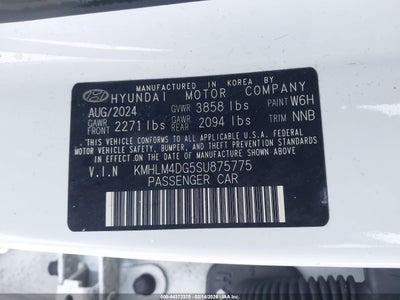 MANUFACTURED IN KOREA BY
HYUNDAI MOTOR COMPANY
AUG/2024 GVWR 3858 lbs PAINT W6H
GAWR FRONT 2271 lbs GAWR REAR 2094 lbs TRIM NNB
THIS VEHICLE CONFORMS TO ALL APPLICABLE U.S.A. FEDERAL
MOTOR VEHICLE SAFETY, BUMPER, AND THEFT PREVENTION
STANDARDS IN EFFECT ON THE DATE OF MANUFACTURE SHOWN ABOVE.
V.I.N KMHLM4DG5SU875775
PASSENGER CAR